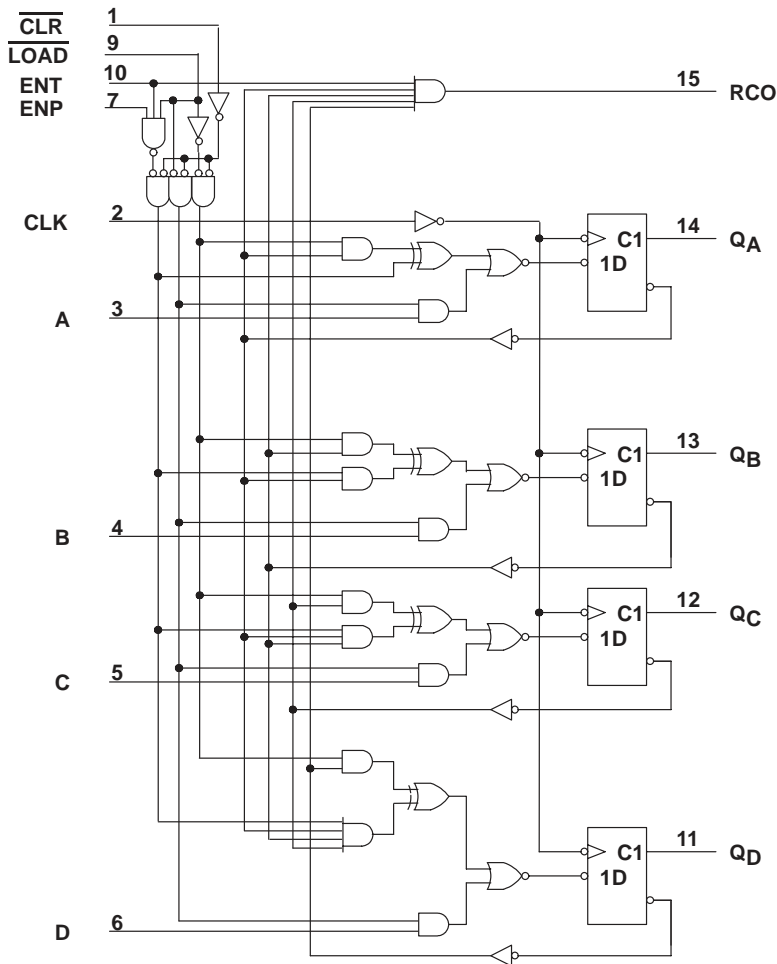 CLR 1
LOAD 9
ENT 10
ENP 7
15 RCO
CLK 2
C1 14 QA
1D
A 3
C1 13 QB
1D
B 4
C1 12 QC
1D
C 5
C1 11 QD
1D
D 6